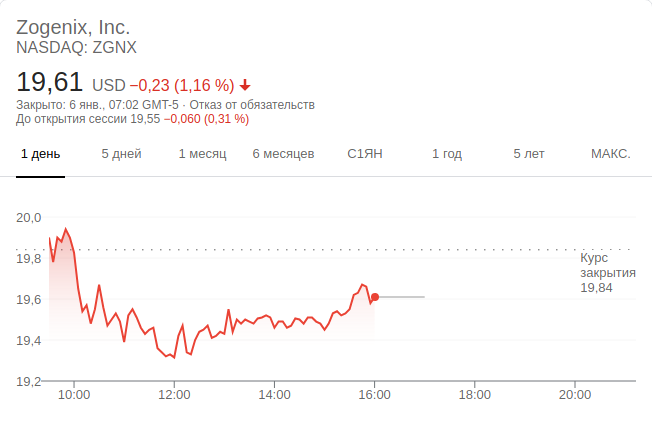 Zogenix, Inc.
NASDAQ: ZGNX
19,61 USD −0,23 (1,16 %)
Закрыто: 6 янв., 07:02 GMT-5 · Отказ от обязательств
До открытия сессии 19,55 −0,060 (0,31 %)
1 день 5 дней 1 месяц 6 месяцев С1ЯН 1 год 5 лет МАКС.
20,0
19,8
19,6
19,4
19,2
Курс
закрытия
19,84
10:00 12:00 14:00 16:00 18:00 20:00